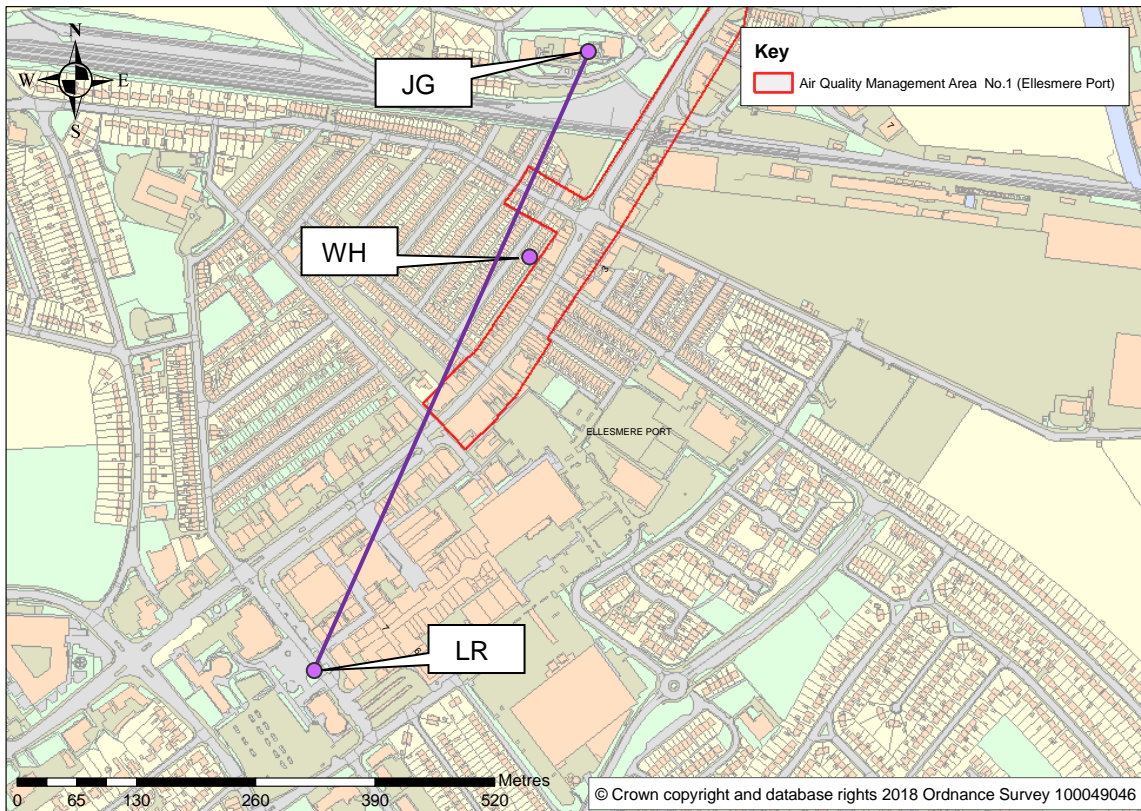 N
W E
S
JG
Key
Air Quality Management Area No.1 (Ellesmere Port)
7
WH
ELLESMERE PORT
LR
Metres
0 65 130 260 390 520
© Crown copyright and database rights 2018 Ordnance Survey 100049046